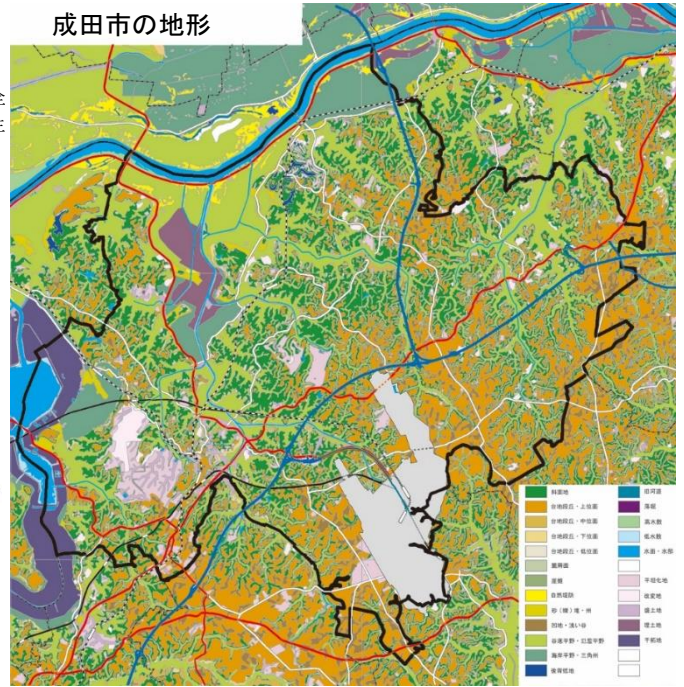 成田市の地形
斜面地
台地段丘・上位面
台地段丘・中位面
台地段丘・下位面
台地段丘・低位面
崖錐
自然堤防
砂(礫)堆・州
凹地・浅い谷
谷底平野・氾濫平野
海岸平野・三角州
後背低地
旧河道
落堀
高水敷
低水敷
水面・水部
平坦化地
改変地
盛土地
埋土地
干拓地